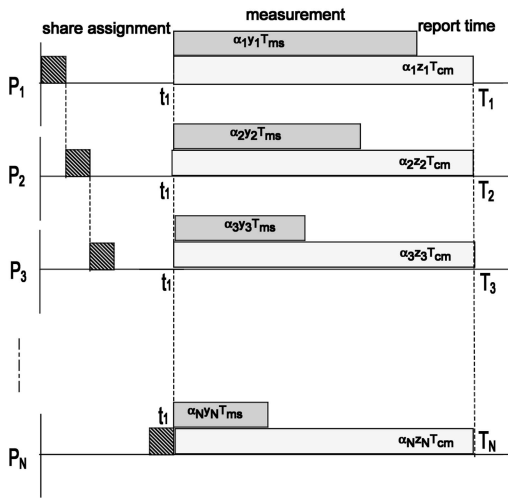 measurement
share assignment
report time
α₁y₁Tms
α₁z₁Tcm
P₁
t₁
T₁
α₂y₂Tms
α₂z₂Tcm
P₂
t₁
T₂
α₃y₃Tms
α₃z₃Tcm
P₃
t₁
T₃
t₁
αNyNTms
αNzNTcm
PN
TN